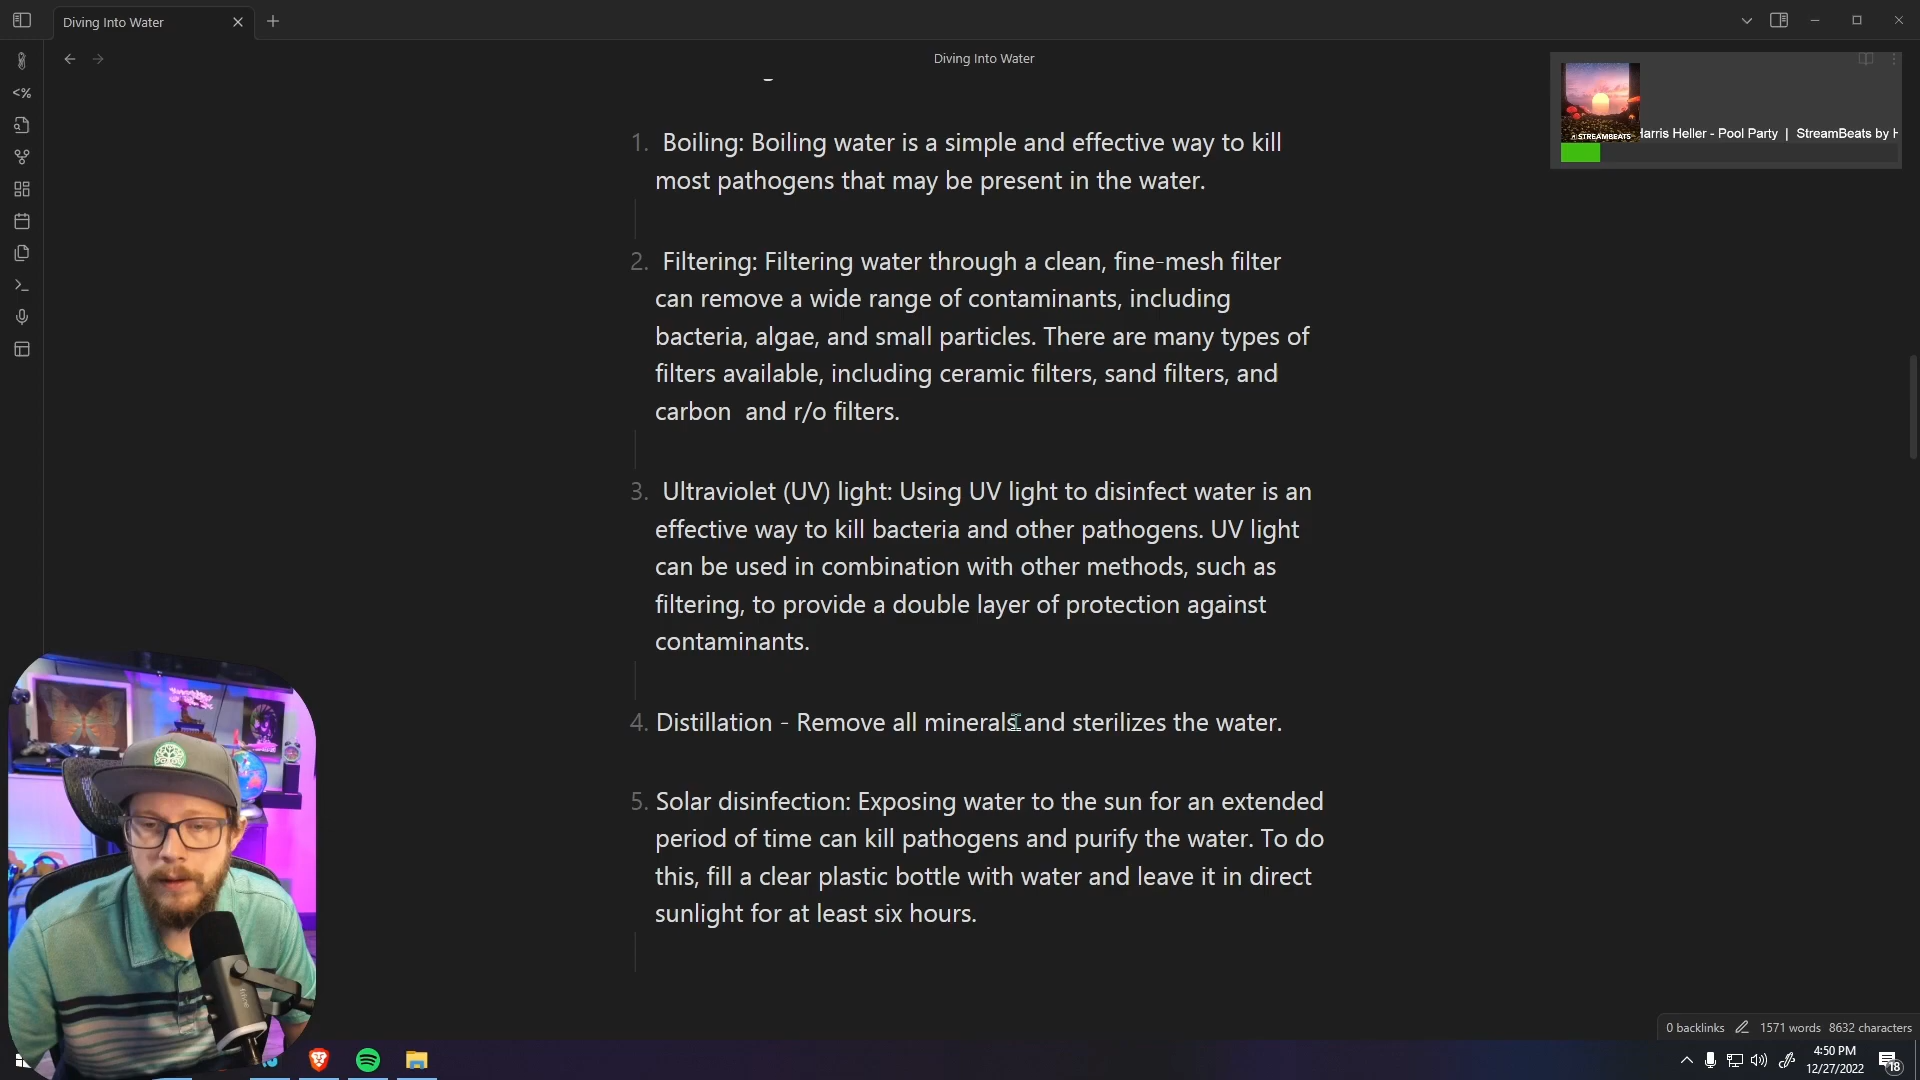 Diving Into Water
Diving Into Water
STREAMBEATS
Harris Heller - Pool Party | StreamBeats by H
1. Boiling: Boiling water is a simple and effective way to kill
most pathogens that may be present in the water.
2. Filtering: Filtering water through a clean, fine-mesh filter
can remove a wide range of contaminants, including
bacteria, algae, and small particles. There are many types of
filters available, including ceramic filters, sand filters, and
carbon  and r/o filters.
3. Ultraviolet (UV) light: Using UV light to disinfect water is an
effective way to kill bacteria and other pathogens. UV light
can be used in combination with other methods, such as
filtering, to provide a double layer of protection against
contaminants.
4. Distillation - Remove all minerals and sterilizes the water.
5. Solar disinfection: Exposing water to the sun for an extended
period of time can kill pathogens and purify the water. To do
this, fill a clear plastic bottle with water and leave it in direct
sunlight for at least six hours.
0 backlinks 1571 words 8632 characters
4:50 PM
12/27/2022
18